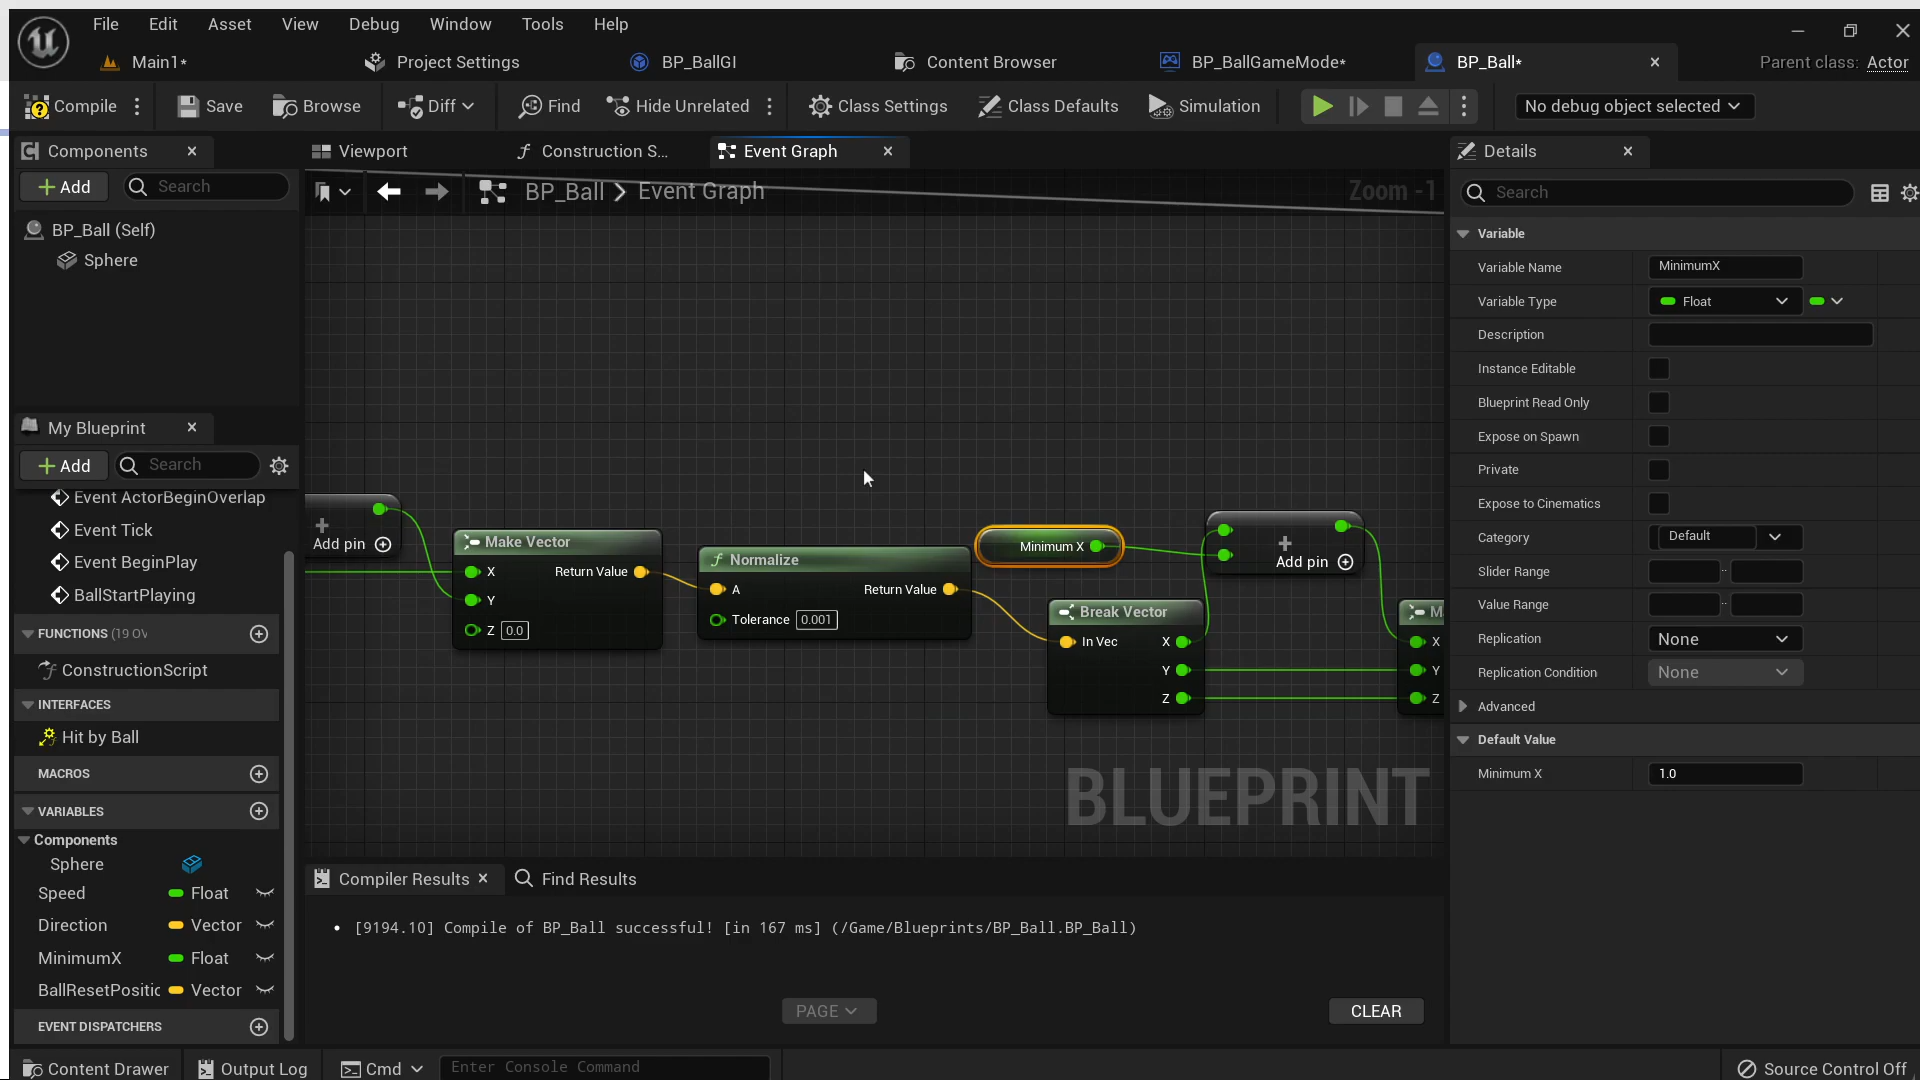 File Edit Asset View Debug Window Tools Help
Main1* Project Settings BP_BallGI Content Browser BP_BallGameMode* BP_Ball* Parent class: Actor
Compile Save Browse Diff Find Hide Unrelated Class Settings Class Defaults Simulation No debug object selected
Components Viewport Construction S... Event Graph Details
Add Search BP_Ball > Event Graph Zoom -1 Search
BP_Ball (Self)
Sphere
My Blueprint
Add Search
Event ActorBeginOverlap
Event Tick
Event BeginPlay
BallStartPlaying
FUNCTIONS (19 OV
ConstructionScript
INTERFACES
Hit by Ball
MACROS
VARIABLES
Components
Sphere
Speed Float
Direction Vector
MinimumX Float
BallResetPositic Vector
EVENT DISPATCHERS
Add pin
Make Vector
X Return Value
Y
Z 0.0
Normalize
A Return Value
Tolerance 0.001
Minimum X
Add pin
Break Vector
In Vec X
Y
Z
M
X
Y
Z
BLUEPRINT
Compiler Results Find Results
• [9194.10] Compile of BP_Ball successful! [in 167 ms] (/Game/Blueprints/BP_Ball.BP_Ball)
PAGE CLEAR
Variable
Variable Name MinimumX
Variable Type Float
Description
Instance Editable
Blueprint Read Only
Expose on Spawn
Private
Expose to Cinematics
Category Default
Slider Range ..
Value Range ..
Replication None
Replication Condition None
Advanced
Default Value
Minimum X 1.0
Content Drawer Output Log Cmd Enter Console Command Source Control Off